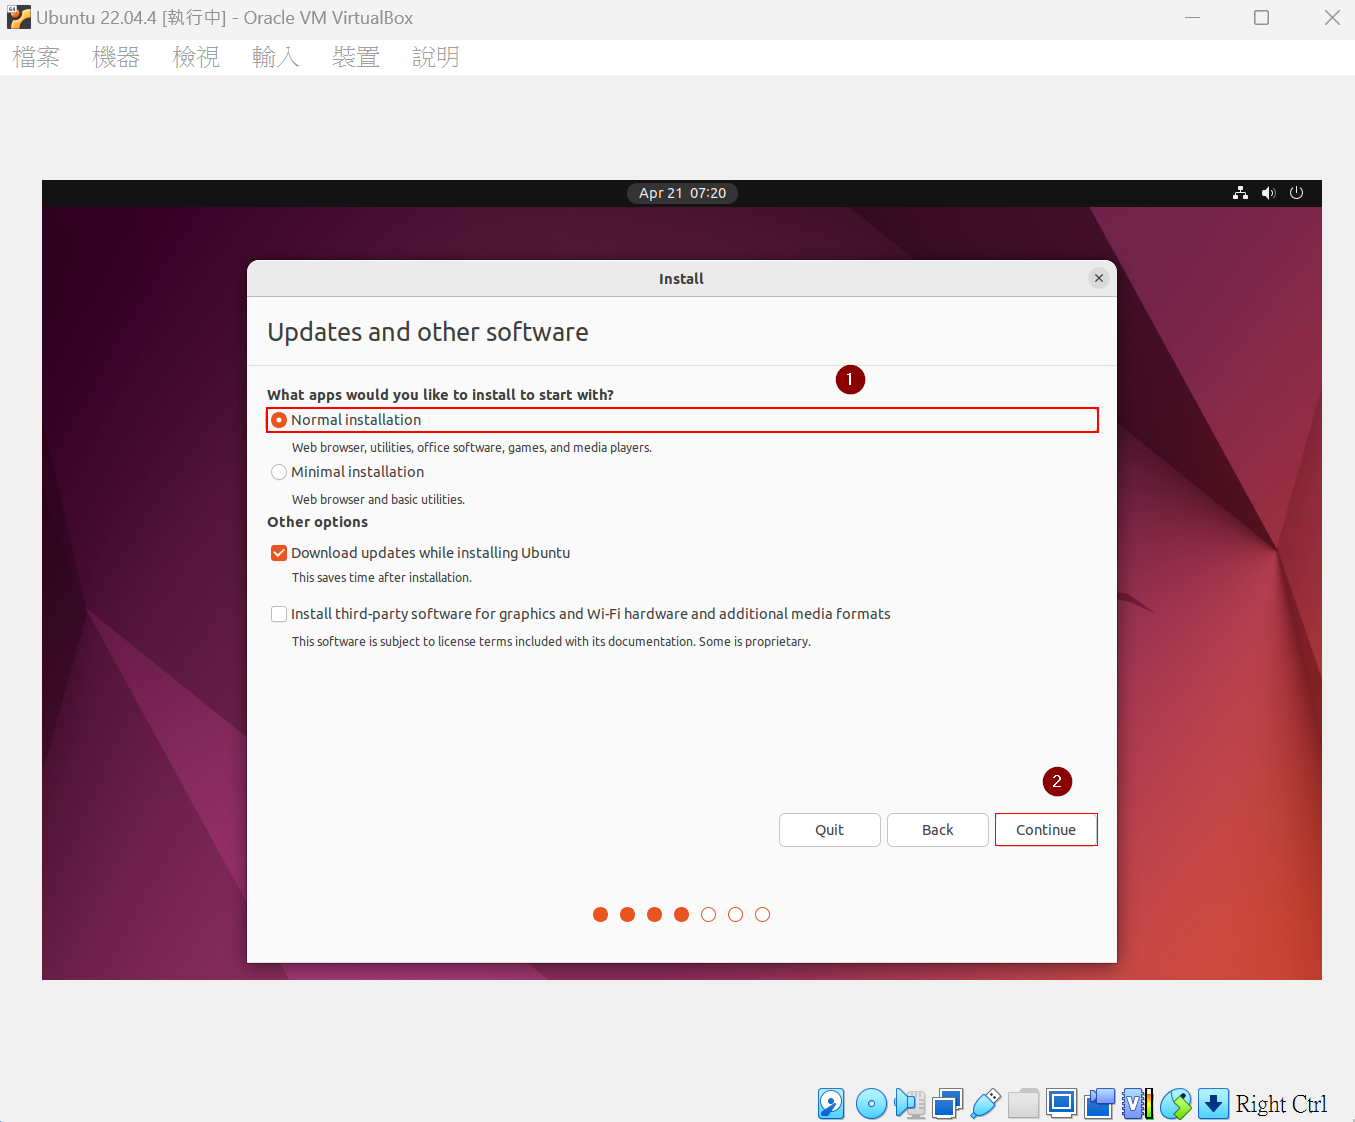 Ubuntu 22.04.4 [執行中] - Oracle VM VirtualBox
檔案 機器 檢視 輸入 裝置 說明
Apr 21 07:20
Install
Updates and other software
1
What apps would you like to install to start with?
Normal installation
Web browser, utilities, office software, games, and media players.
Minimal installation
Web browser and basic utilities.
Other options
Download updates while installing Ubuntu
This saves time after installation.
Install third-party software for graphics and Wi-Fi hardware and additional media formats
This software is subject to license terms included with its documentation. Some is proprietary.
2
Quit Back Continue
Right Ctrl